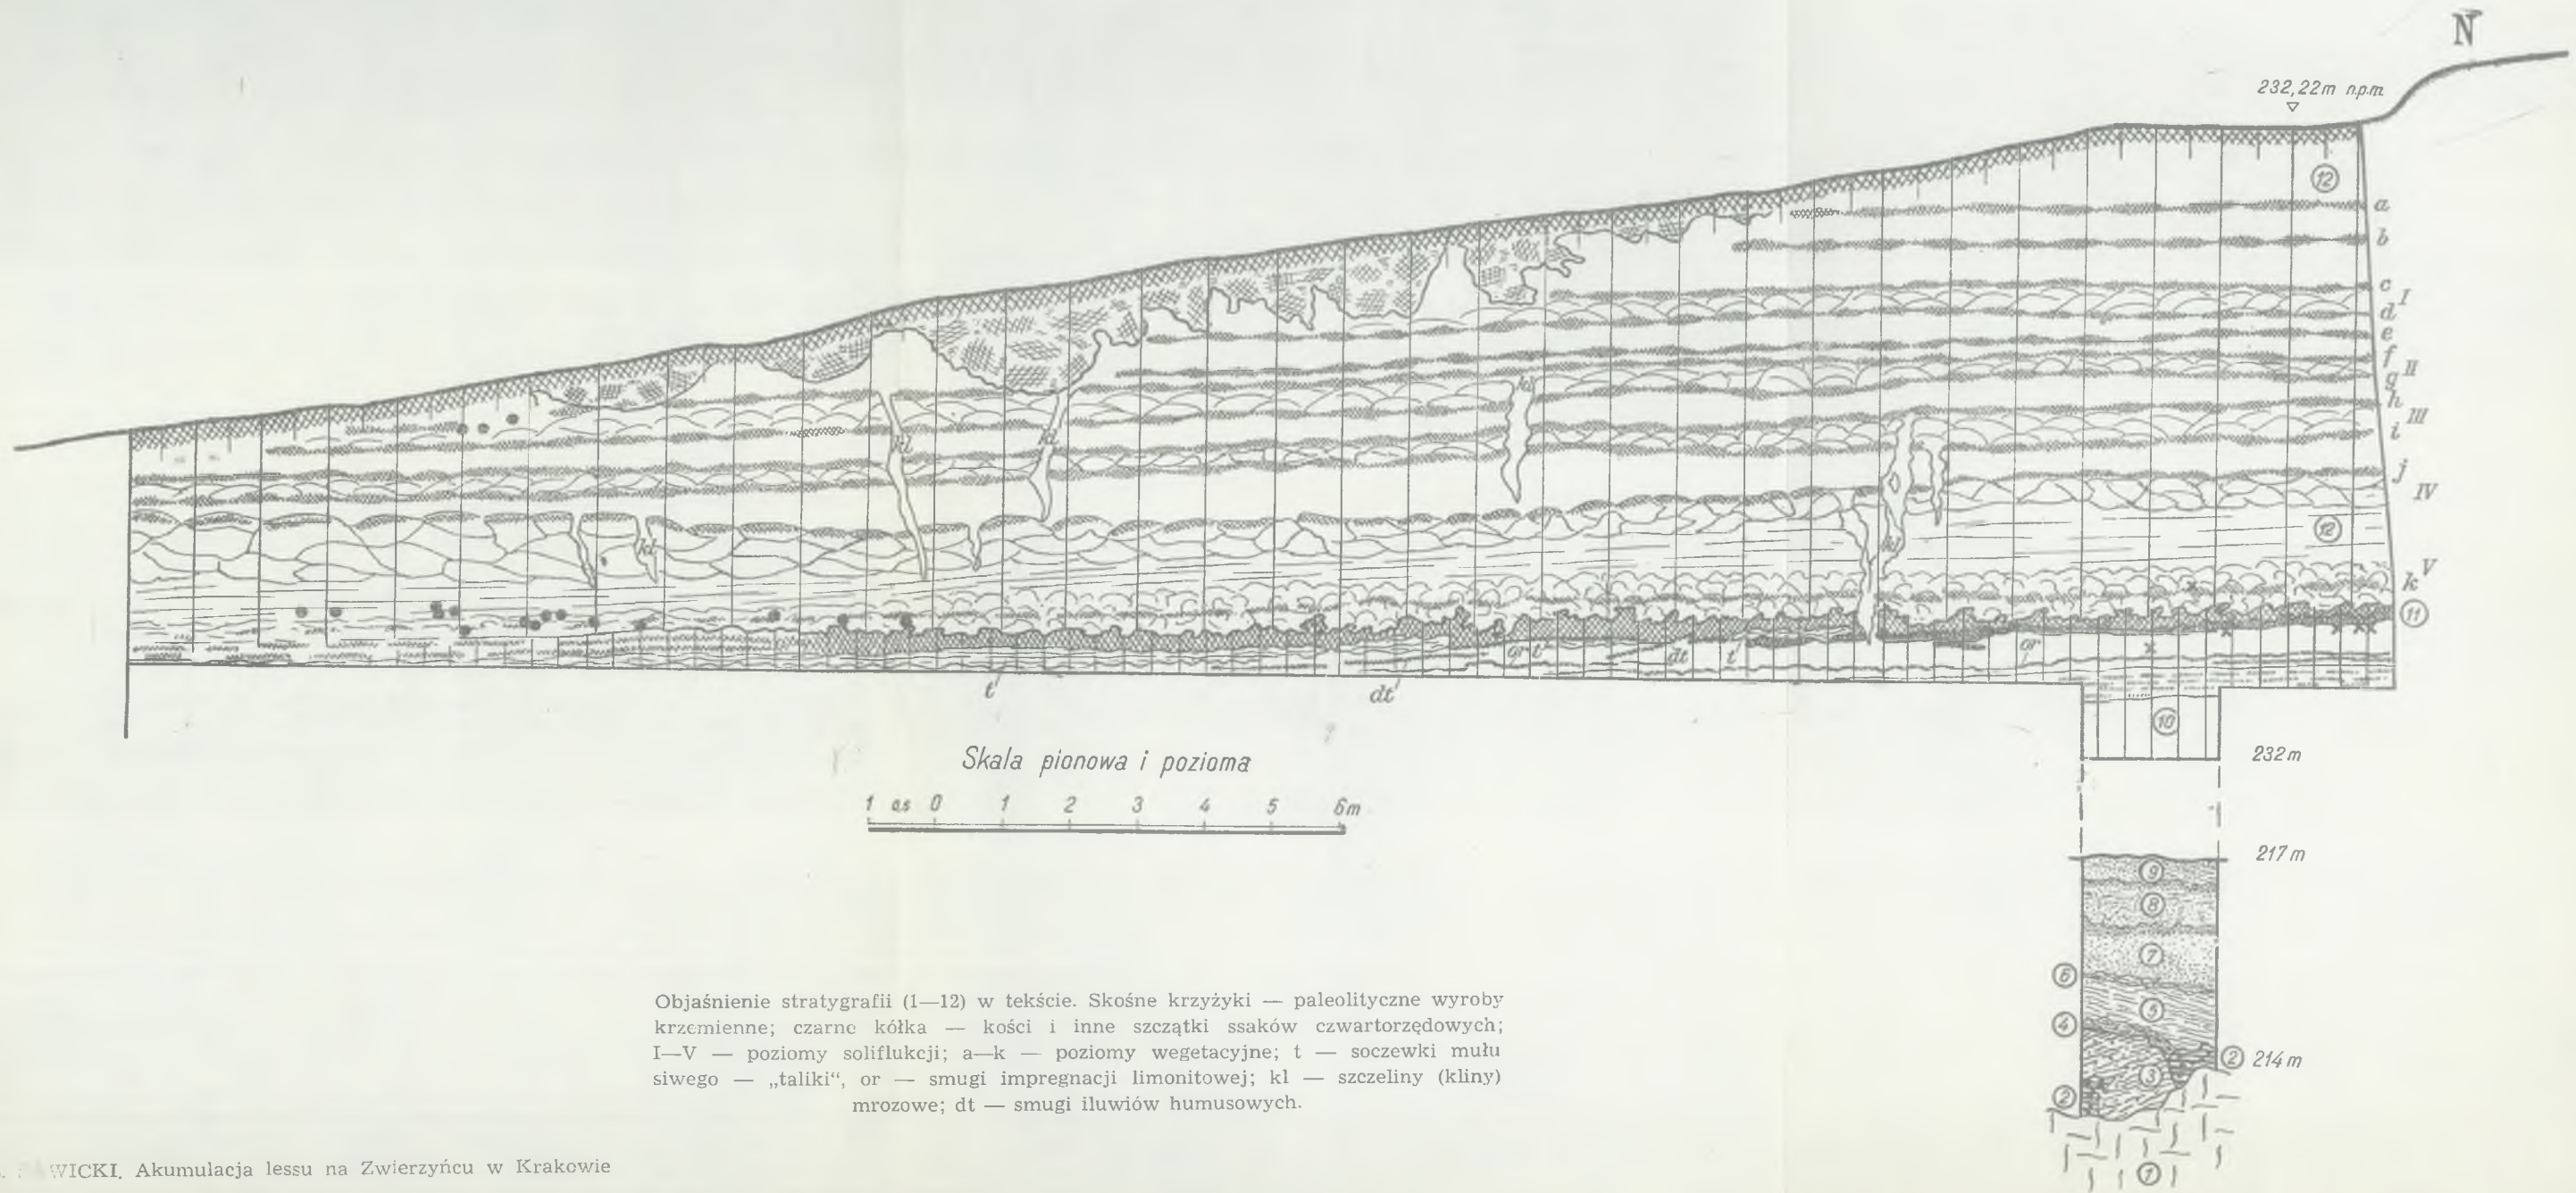 N
232,22m n.p.m.
12
a
b
c
I
d
e
f
II
g
h
III
i
j
IV
12
V
k
11
kl
kl
kl
kl
kl
gr t'
dt
t'
or
t'
dt'
10
232m
Skala pionowa i pozioma
1 0,5 0 1 2 3 4 5 6m
217m
9
8
7
6
5
4
2
214m
3
2
1
Objaśnienie stratygrafii (1—12) w tekście. Skośne krzyżyki — paleolityczne wyroby
krzemienne; czarne kółka — kości i inne szczątki ssaków czwartorzędowych;
I—V — poziomy soliflukcji; a—k — poziomy wegetacyjne; t — soczewki mułu
siwego — „taliki“, or — smugi impregnacji limonitowej; kl — szczeliny (kliny)
mrozowe; dt — smugi iluwiów humusowych.
WICKI. Akumulacja lessu na Zwierzyńcu w Krakowie